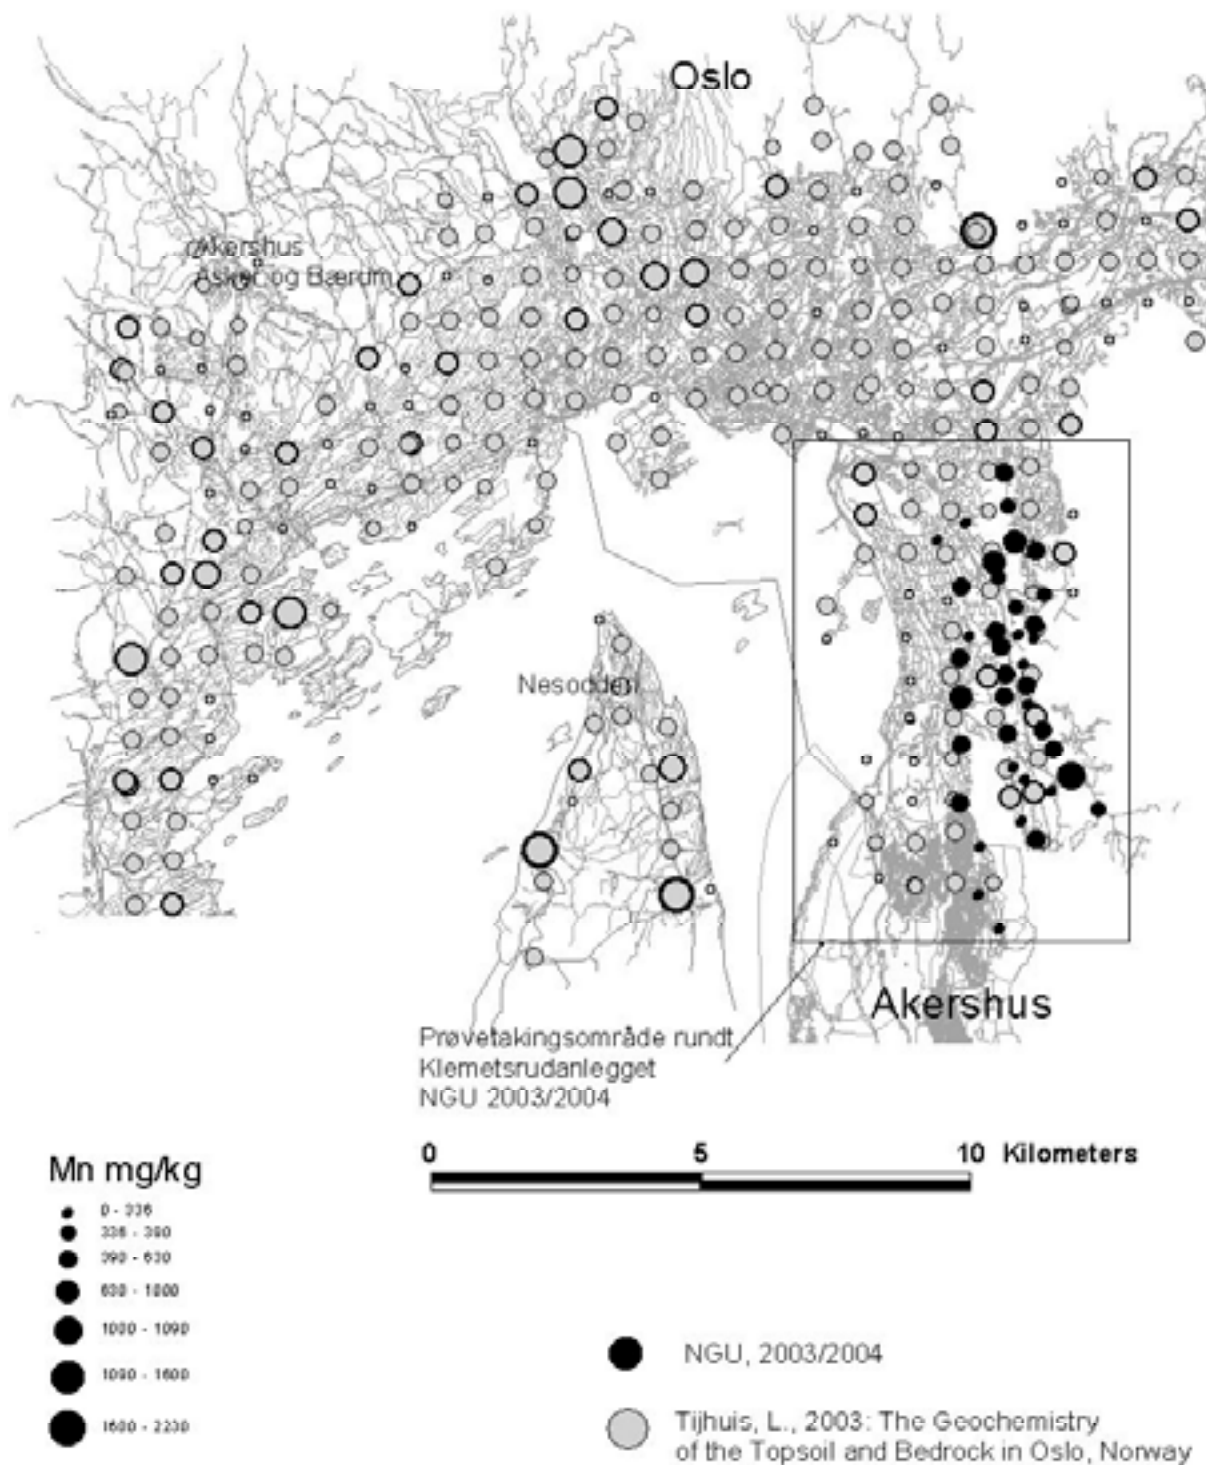 Oslo
Akershus
Asker og Bærum
Nesodden
Akershus
Prøvetakingsområde rundt
Klemetsrudanlegget
NGU 2003/2004
0 5 10 Kilometers
Mn mg/kg
0 - 336
336 - 390
390 - 630
630 - 1000
1000 - 1090
1090 - 1600
1600 - 2230
NGU, 2003/2004
Tijhuis, L., 2003: The Geochemistry
of the Topsoil and Bedrock in Oslo, Norway